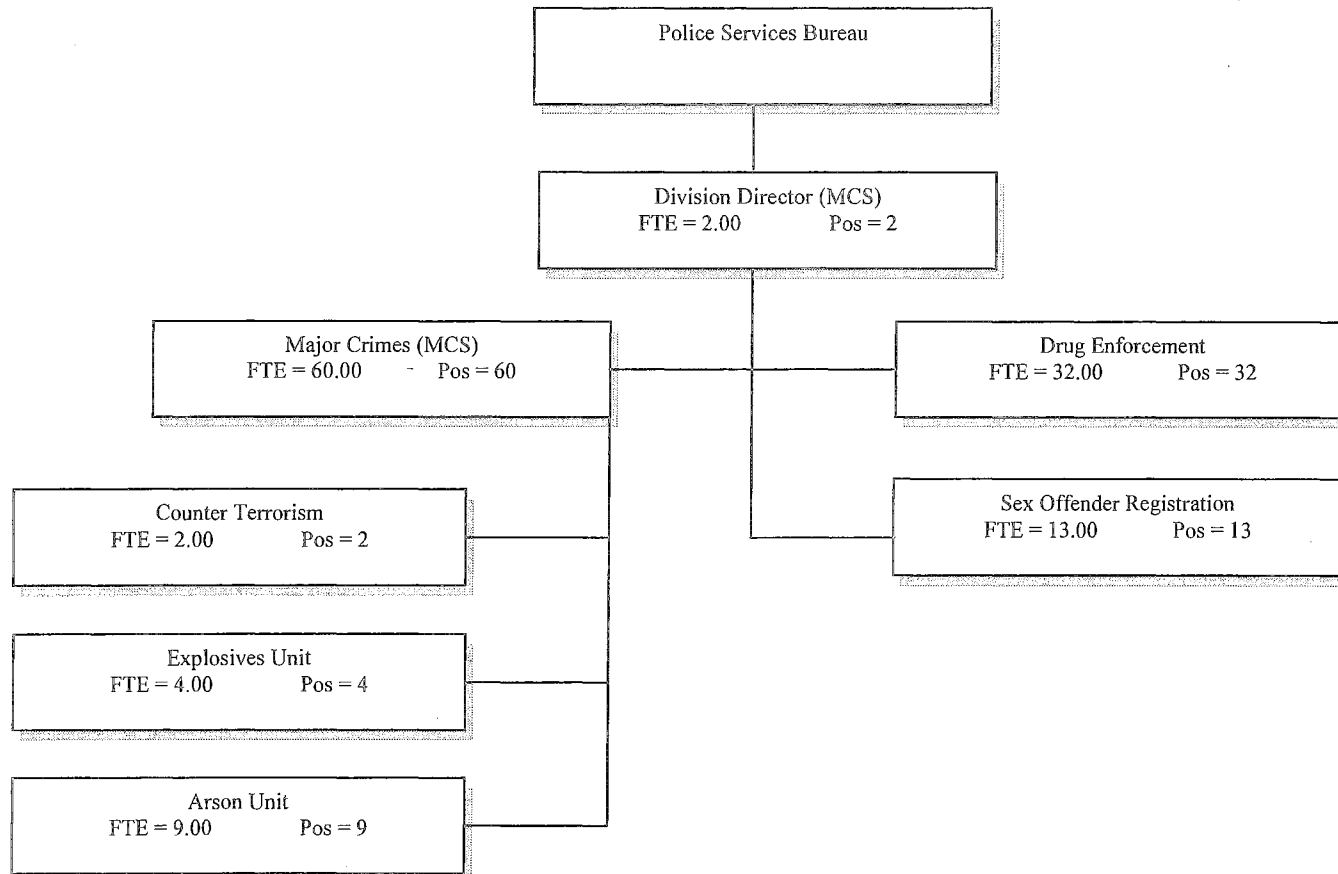 Police Services Bureau
Division Director (MCS)
FTE = 2.00 Pos = 2
Major Crimes (MCS)
FTE = 60.00 - Pos = 60
Drug Enforcement
FTE = 32.00 Pos = 32
Counter Terrorism
FTE = 2.00 Pos = 2
Sex Offender Registration
FTE = 13.00 Pos = 13
Explosives Unit
FTE = 4.00 Pos = 4
Arson Unit
FTE = 9.00 Pos = 9